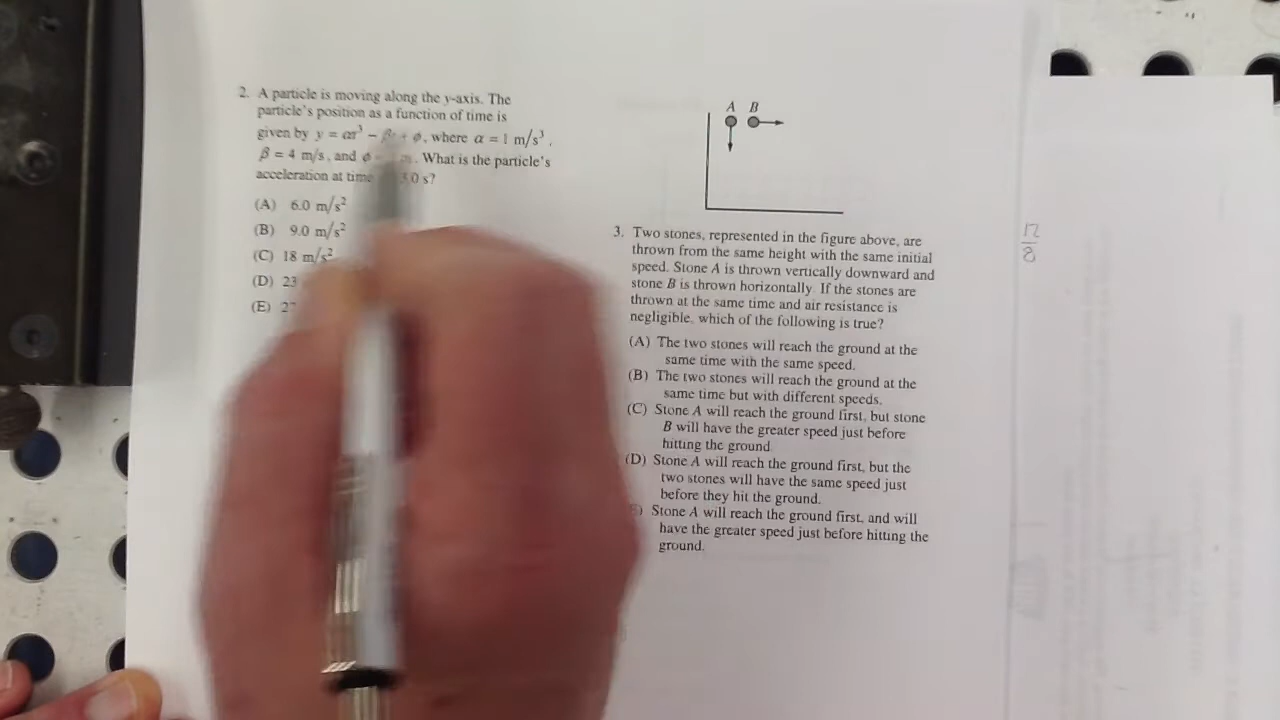 2. A particle is moving along the y-axis. The
particle's position as a function of time is
given by y = αt³ − βt + ϕ, where α = 1 m/s³,
β = 4 m/s, and ϕ . What is the particle's
acceleration at time 3.0 s?
(A) 6.0 m/s²
(B) 9.0 m/s²
(C) 18 m/s²
(D) 23
(E)
A B
3. Two stones, represented in the figure above, are
thrown from the same height with the same initial
speed. Stone A is thrown vertically downward and
stone B is thrown horizontally. If the stones are
thrown at the same time and air resistance is
negligible, which of the following is true?
(A) The two stones will reach the ground at the
same time with the same speed.
(B) The two stones will reach the ground at the
same time but with different speeds.
(C) Stone A will reach the ground first, but stone
B will have the greater speed just before
hitting the ground.
(D) Stone A will reach the ground first, but the
two stones will have the same speed just
before they hit the ground.
Stone A will reach the ground first, and will
have the greater speed just before hitting the
ground.
17
8